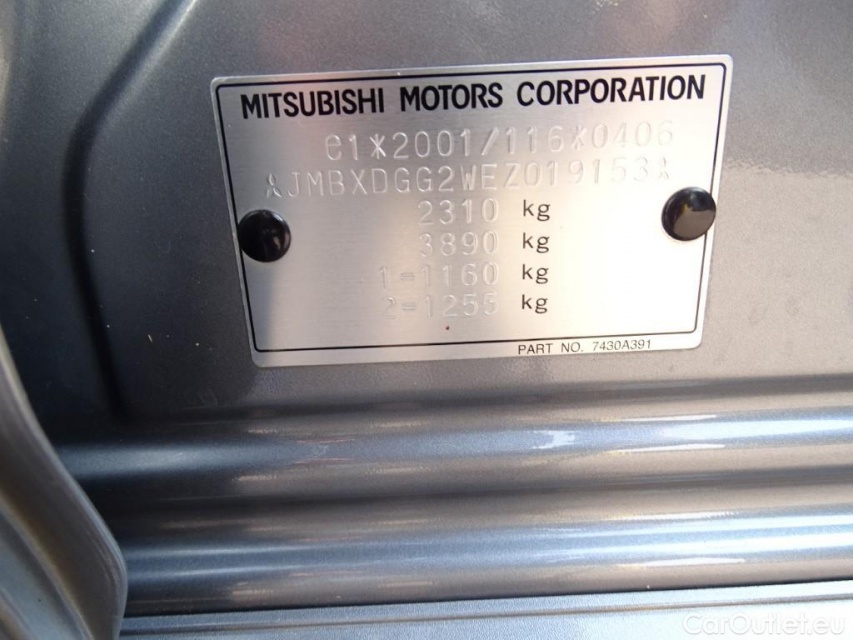 MITSUBISHI MOTORS CORPORATION
e1*2001/116*0406
JMBXDGG2WEZ019153
2310 kg
3890 kg
1-1160 kg
2-1255 kg
PART NO. 7430A391
CarOutlet.eu